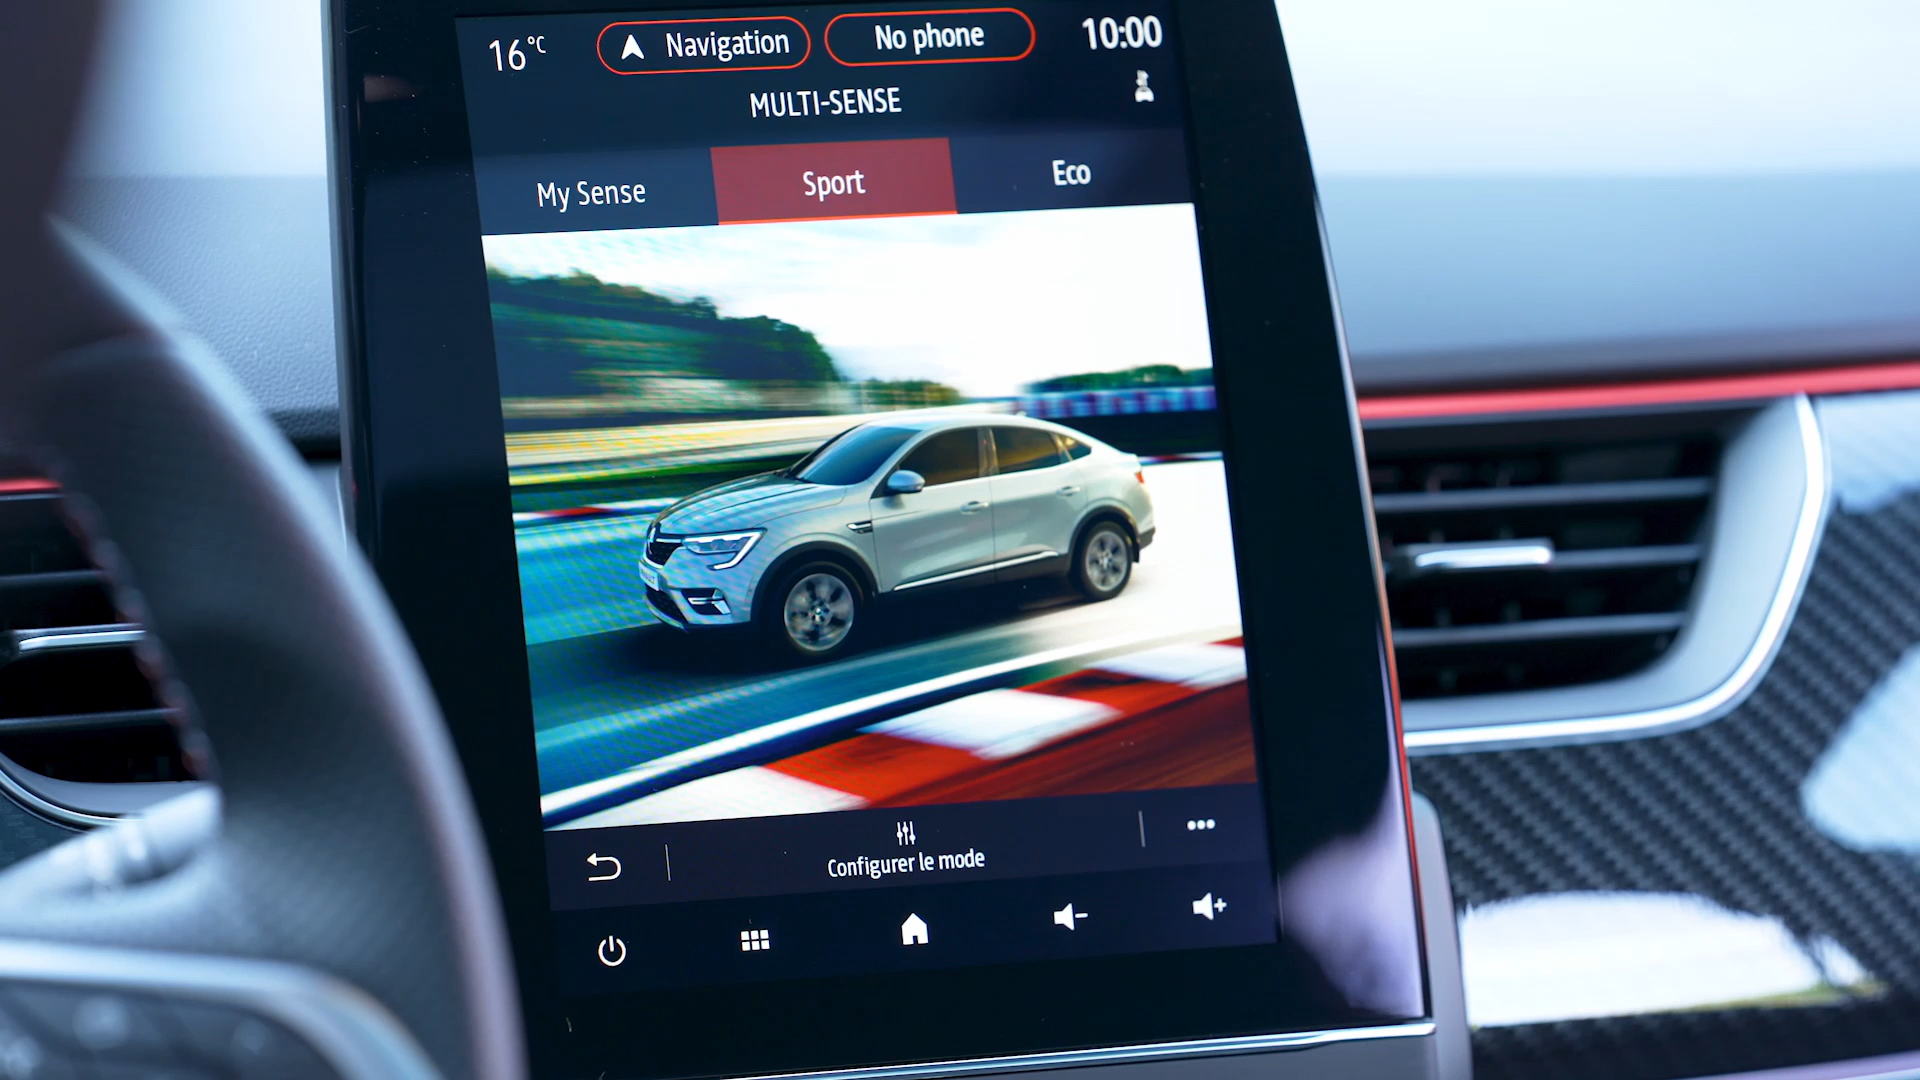 16°C Navigation No phone 10:00
MULTI-SENSE
My Sense Sport Eco
Configurer le mode